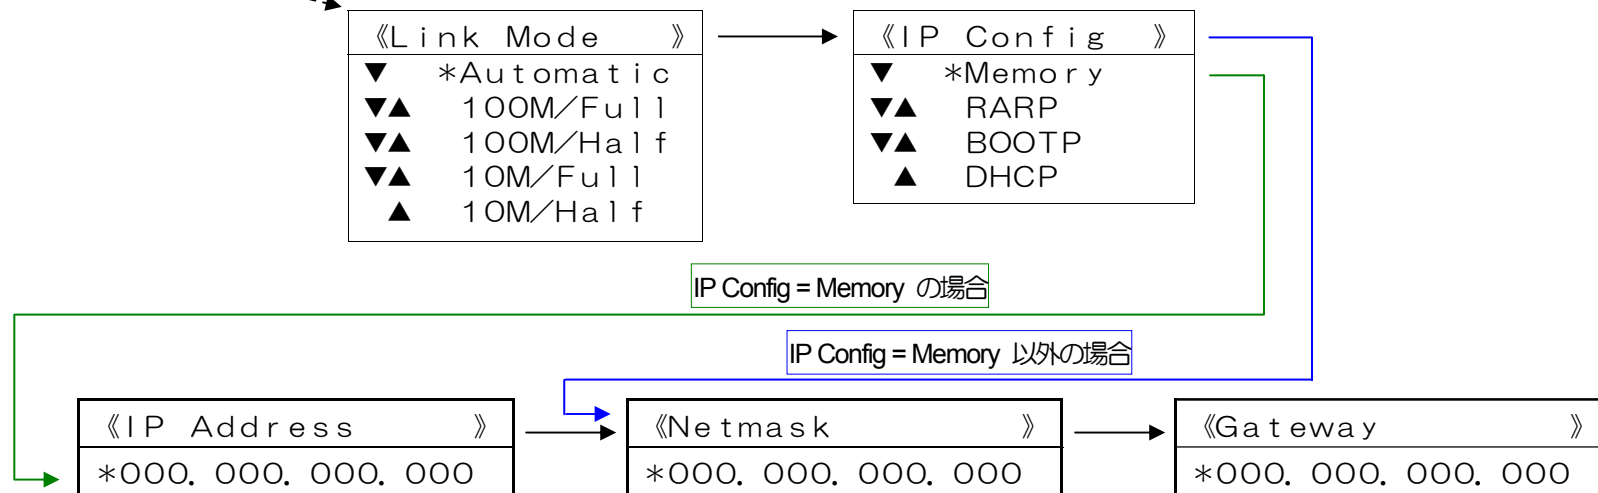 《Link Mode 》
▼ *Automatic
▼▲ 100M/Full
▼▲ 100M/Half
▼▲ 10M/Full
▲ 10M/Half
《IP Config 》
▼ *Memory
▼▲ RARP
▼▲ BOOTP
▲ DHCP
IP Config = Memory の場合
IP Config = Memory 以外の場合
《IP Address 》
*000. 000. 000. 000
《Netmask 》
*000. 000. 000. 000
《Gateway 》
*000. 000. 000. 000